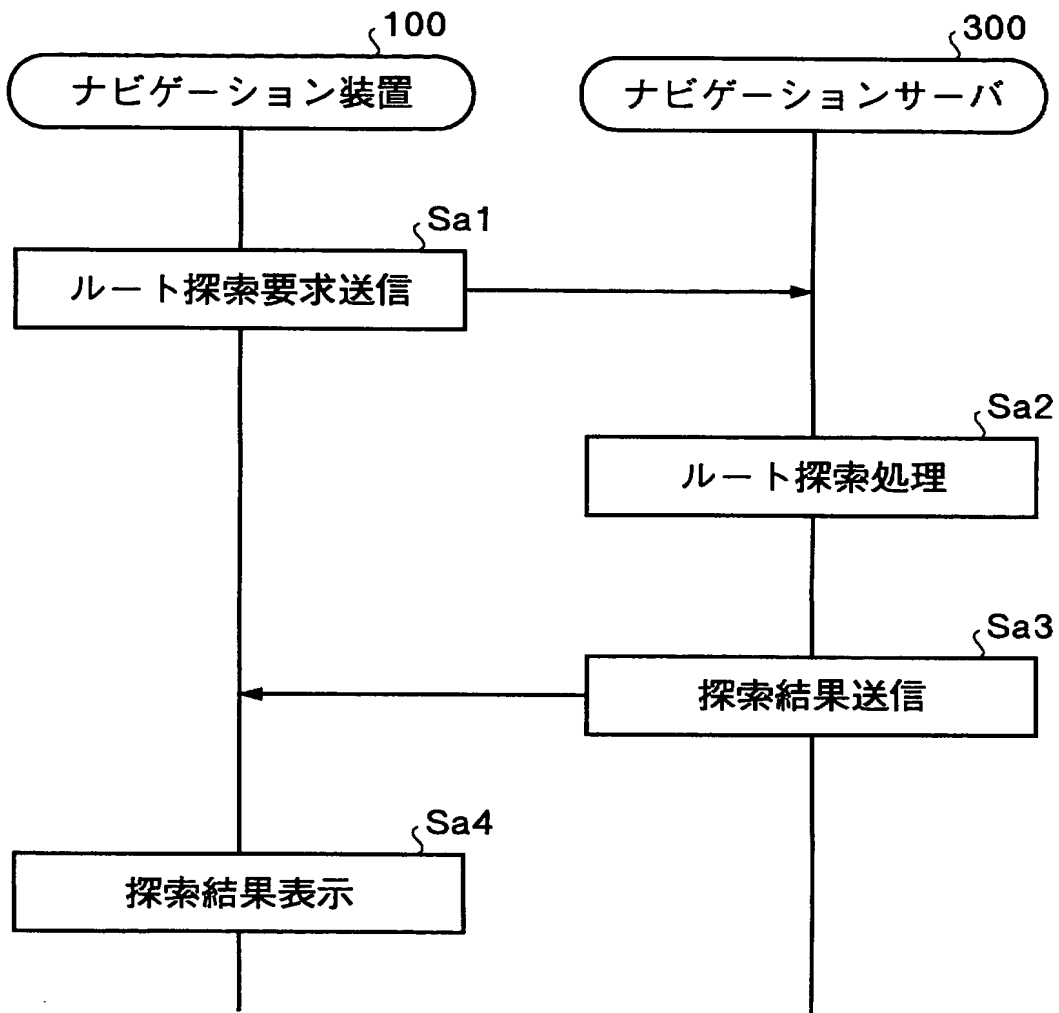 100
ナビゲーション装置
300
ナビゲーションサーバ
Sa1
ルート探索要求送信
Sa2
ルート探索処理
Sa3
探索結果送信
Sa4
探索結果表示